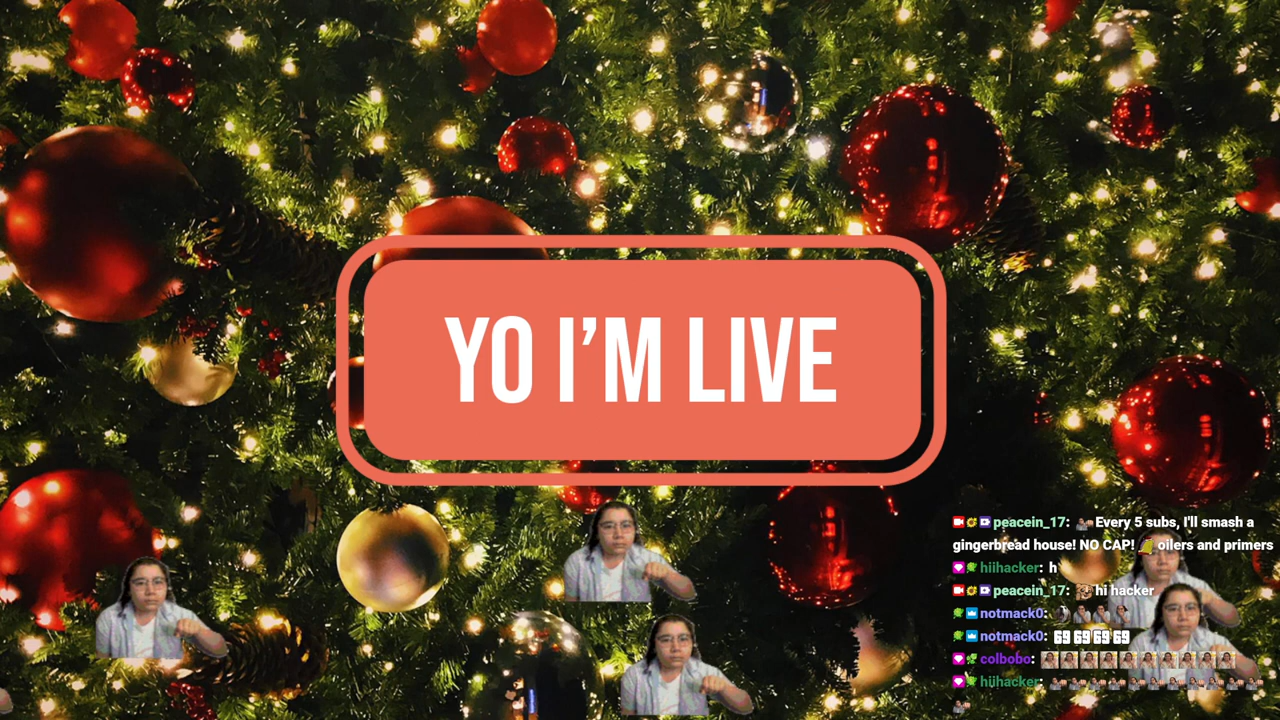 YO I'M LIVE
peacein_17: Every 5 subs, I'll smash a
gingerbread house! NO CAP! oilers and primers
hiihacker: h
peacein_17: hi hacker
notmack0:
notmack0: 69 69 69 69
colbobo:
hiihacker: